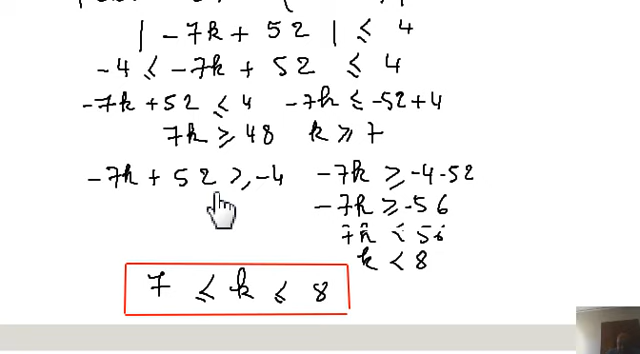 | -7k + 52 | ≤ 4
-4 ≤ -7k + 52 ≤ 4
-7k + 52 ≤ 4 -7k ≤ -52 + 4
7k ≥ 48 k ≥ 7
-7k + 52 ≥ -4 -7k ≥ -4 - 52
-7k ≥ -56
7k ≤ 56
k < 8
7 ≤ k ≤ 8